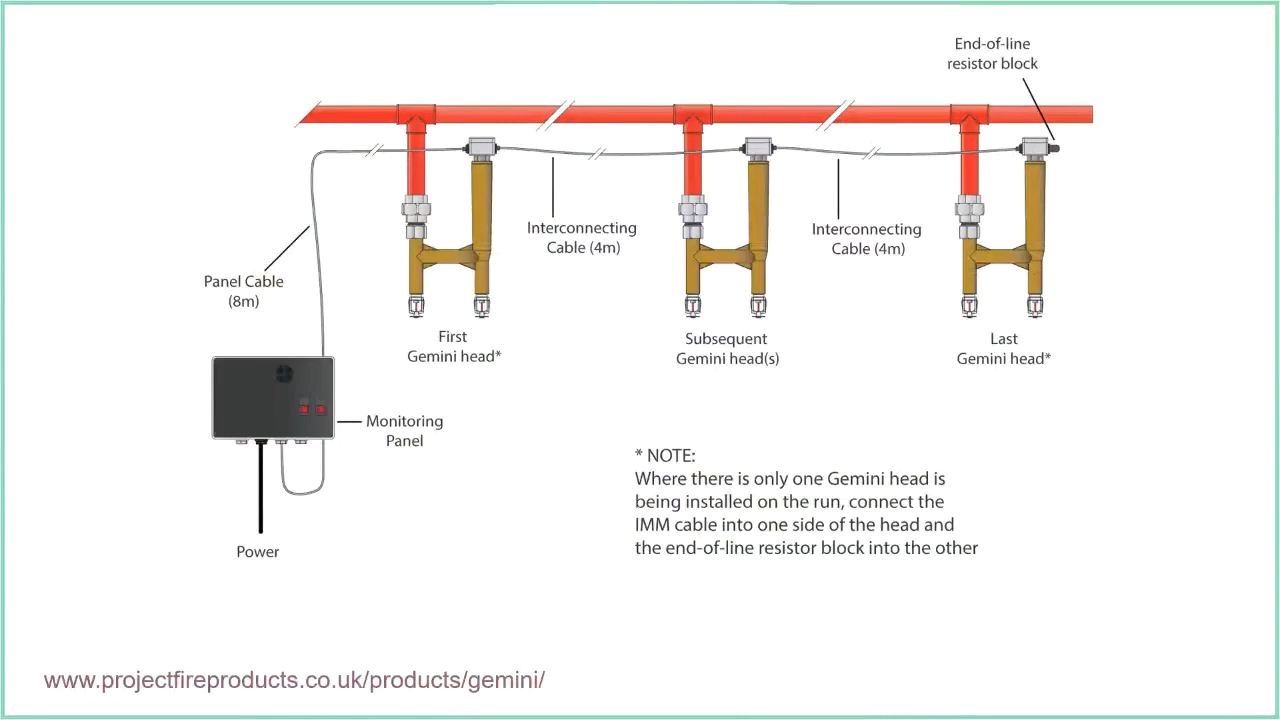 End-of-line
resistor block
Interconnecting
Cable (4m)
Interconnecting
Cable (4m)
Panel Cable
(8m)
First
Gemini head*
Subsequent
Gemini head(s)
Last
Gemini head*
Monitoring
Panel
* NOTE:
Where there is only one Gemini head is
being installed on the run, connect the
IMM cable into one side of the head and
the end-of-line resistor block into the other
Power
www.projectfireproducts.co.uk/products/gemini/